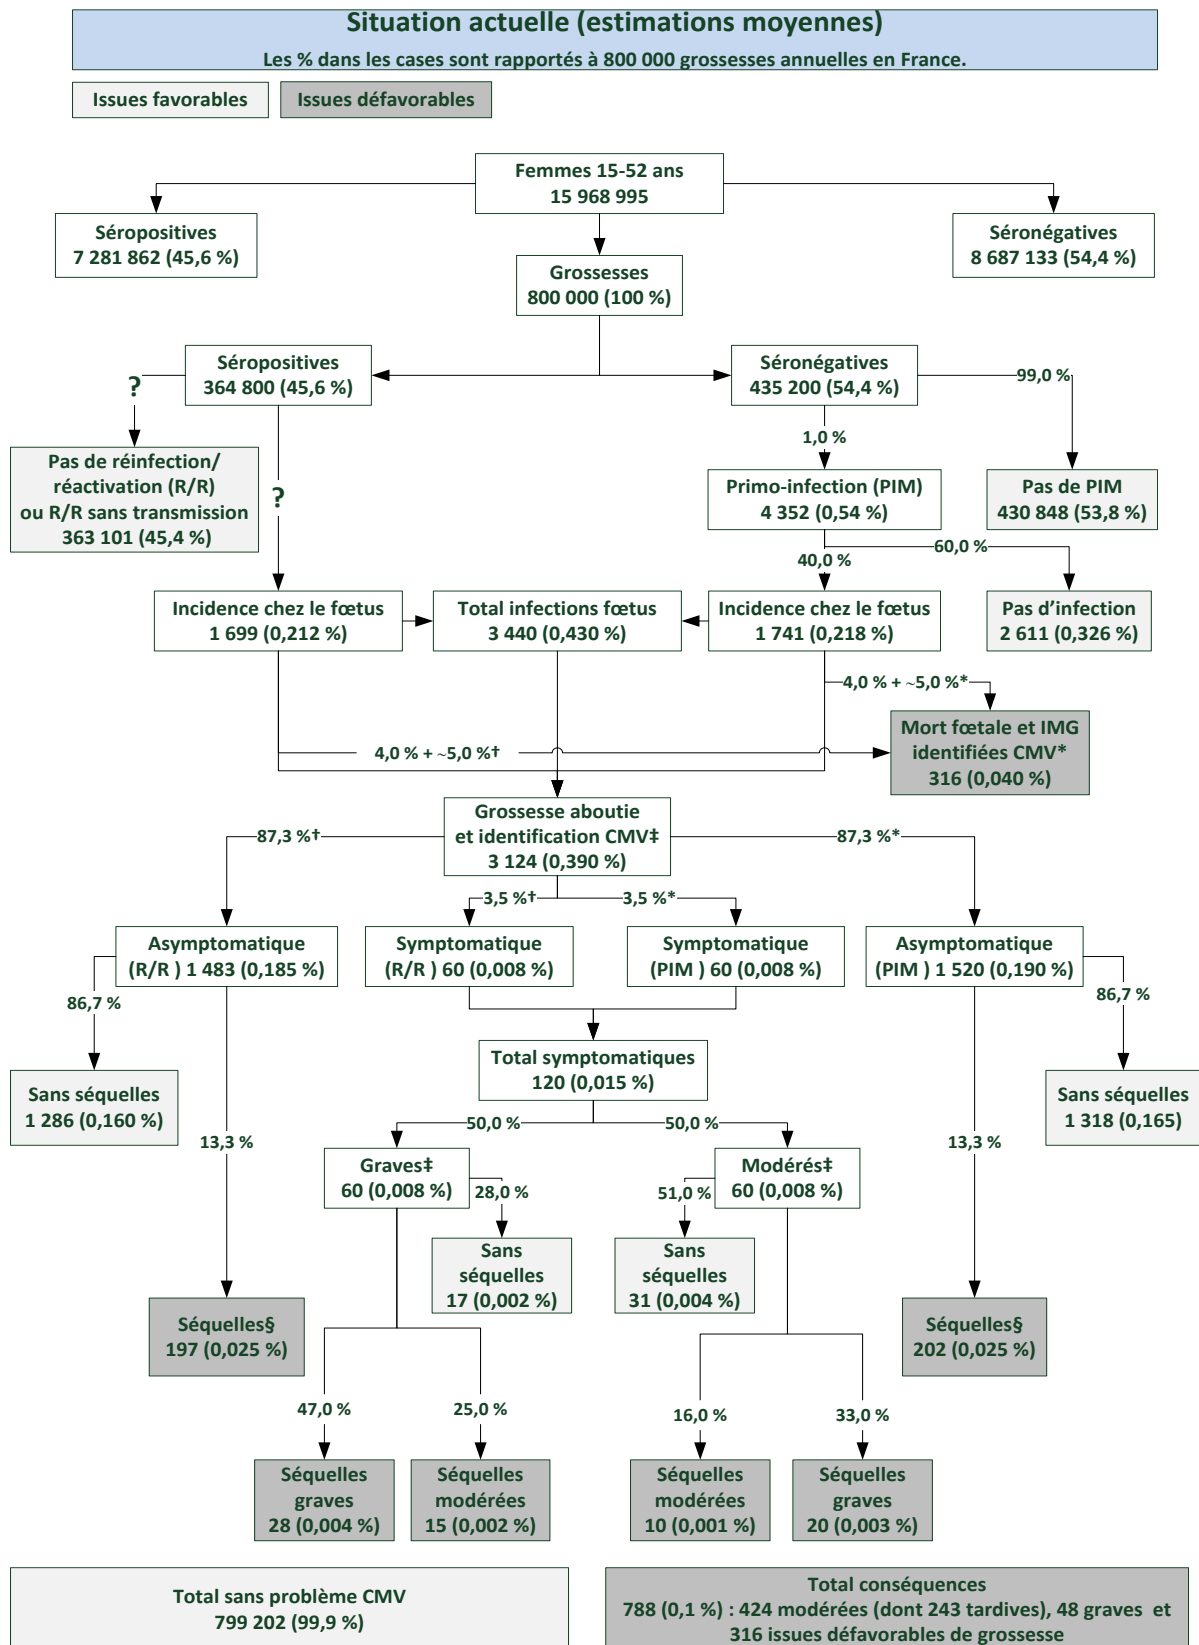 Situation actuelle (estimations moyennes)
Les % dans les cases sont rapportés à 800 000 grossesses annuelles en France.
Issues favorables
Issues défavorables
Femmes 15-52 ans
15 968 995
Séropositives
7 281 862 (45,6 %)
Séronégatives
8 687 133 (54,4 %)
Grossesses
800 000 (100 %)
Séropositives
364 800 (45,6 %)
Séronégatives
435 200 (54,4 %)
?
99,0 %
1,0 %
Pas de réinfection/
réactivation (R/R)
ou R/R sans transmission
363 101 (45,4 %)
?
Primo-infection (PIM)
4 352 (0,54 %)
Pas de PIM
430 848 (53,8 %)
60,0 %
40,0 %
Incidence chez le fœtus
1 699 (0,212 %)
Total infections fœtus
3 440 (0,430 %)
Incidence chez le fœtus
1 741 (0,218 %)
Pas d’infection
2 611 (0,326 %)
4,0 % + ~5,0 %*
4,0 % + ~5,0 %†
Mort fœtale et IMG
identifiées CMV*
316 (0,040 %)
Grossesse aboutie
et identification CMV‡
3 124 (0,390 %)
87,3 %†
87,3 %*
3,5 %†
3,5 %*
Asymptomatique
(R/R ) 1 483 (0,185 %)
Symptomatique
(R/R ) 60 (0,008 %)
Symptomatique
(PIM ) 60 (0,008 %)
Asymptomatique
(PIM ) 1 520 (0,190 %)
86,7 %
86,7 %
Total symptomatiques
120 (0,015 %)
Sans séquelles
1 286 (0,160 %)
Sans séquelles
1 318 (0,165)
50,0 %
50,0 %
13,3 %
13,3 %
Graves‡
60 (0,008 %)
Modérés‡
60 (0,008 %)
28,0 %
51,0 %
Sans
séquelles
17 (0,002 %)
Sans
séquelles
31 (0,004 %)
Séquelles§
197 (0,025 %)
Séquelles§
202 (0,025 %)
47,0 %
25,0 %
16,0 %
33,0 %
Séquelles
graves
28 (0,004 %)
Séquelles
modérées
15 (0,002 %)
Séquelles
modérées
10 (0,001 %)
Séquelles
graves
20 (0,003 %)
Total sans problème CMV
799 202 (99,9 %)
Total conséquences
788 (0,1 %) : 424 modérées (dont 243 tardives), 48 graves et
316 issues défavorables de grossesse